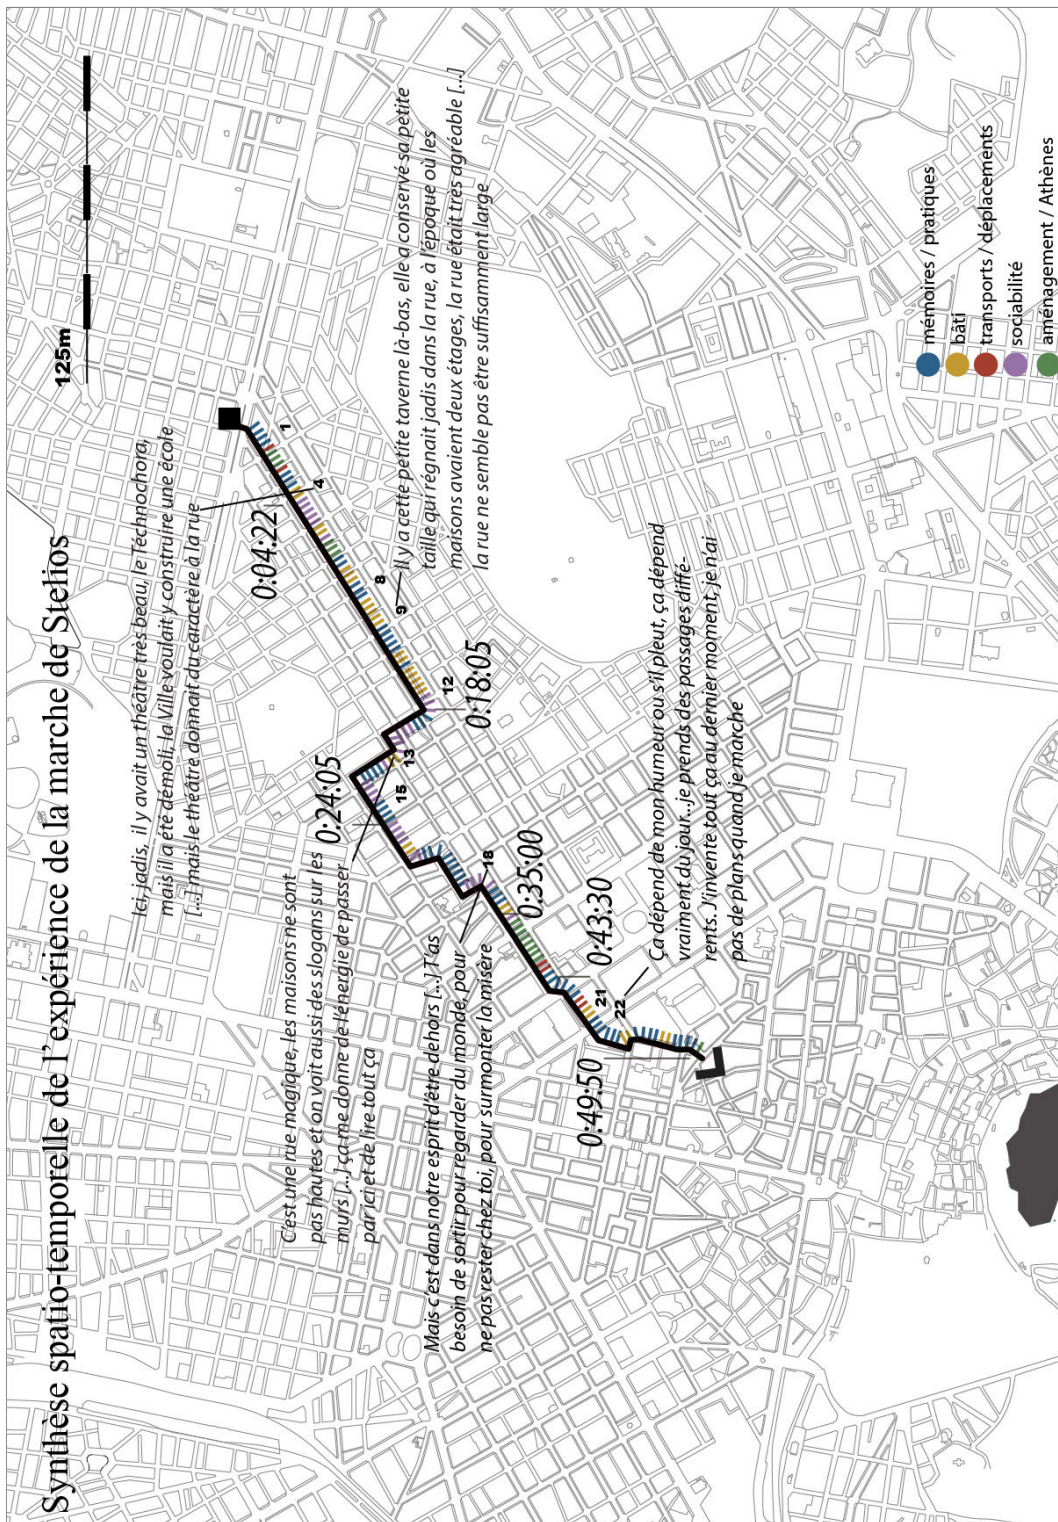 Synthèse spatio-temporelle de l'expérience de la marche de Stelios
125m
Ici, jadis, il y avait un théâtre très beau, le Téchnochora,
mais il a été démoli, la Ville voulait y construire une école
[...] mais le théâtre donnait du caractère à la rue
0:04:22
1
4
8
9
Il y a cette petite taverne là-bas, elle a conservé sa petite
taille qui régnait jadis dans la rue, à l'époque où les
maisons avaient deux étages, la rue était très agréable [...]
la rue ne semble pas être suffisamment large
12
0:18:05
13
0:24:05
15
C'est une rue magique, les maisons ne sont
pas hautes et on voit aussi des slogans sur les
murs [...] ça me donne de l'énergie de passer
par ici et de lire tout ça
18
0:35:00
Mais c'est dans notre esprit d'être dehors [...] T'as
besoin de sortir pour regarder du monde, pour
ne pas rester chez toi, pour surmonter la misère
0:43:30
21
22
Ça dépend de mon humeur ou s'il pleut, ça dépend
vraiment du jour...je prends des passages diffé-
rents. J'invente tout ça au dernier moment, je n'ai
pas de plans quand je marche
0:49:50
mémoires / pratiques
bâti
transports / déplacements
sociabilité
aménagement / Athènes